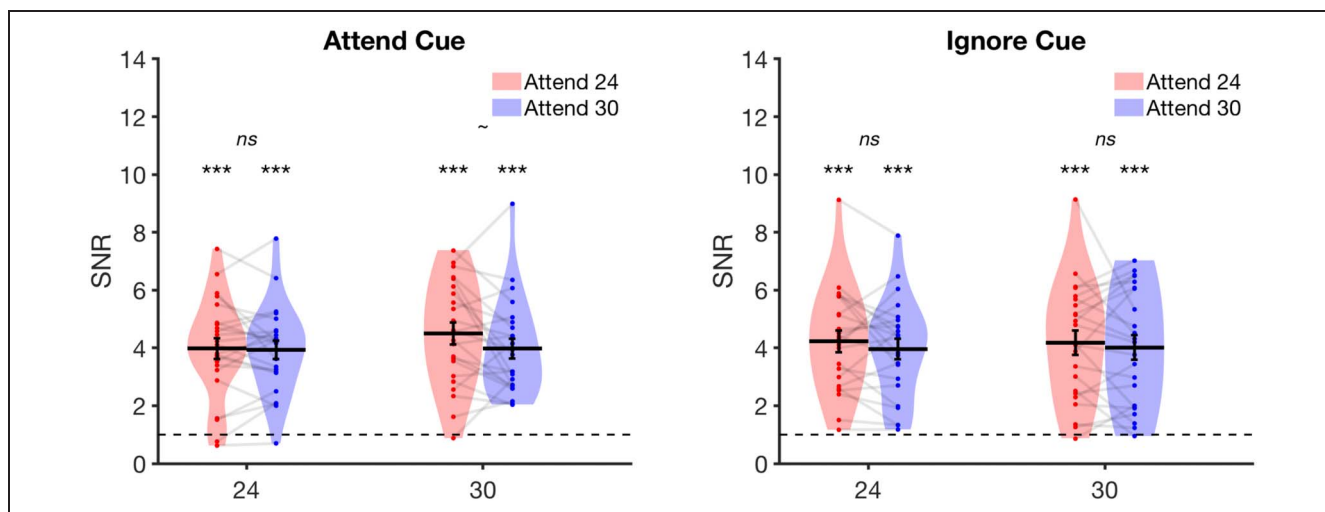 Attend Cue
14
12
10
8
6
4
2
0
SNR
Attend 24
Attend 30
ns
~
*** ***
*** ***
24
30
Ignore Cue
14
12
10
8
6
4
2
0
SNR
Attend 24
Attend 30
ns
ns
*** ***
*** ***
24
30